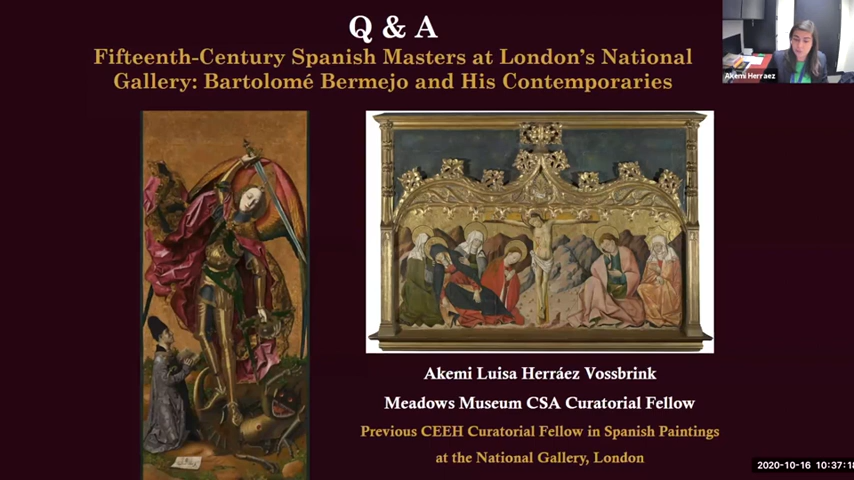 Q & A
Fifteenth-Century Spanish Masters at London's National
Gallery: Bartolomé Bermejo and His Contemporaries
Akemi Herraez
Akemi Luisa Herráez Vossbrink
Meadows Museum CSA Curatorial Fellow
Previous CEEH Curatorial Fellow in Spanish Paintings
at the National Gallery, London
2020-10-16 10:37:18